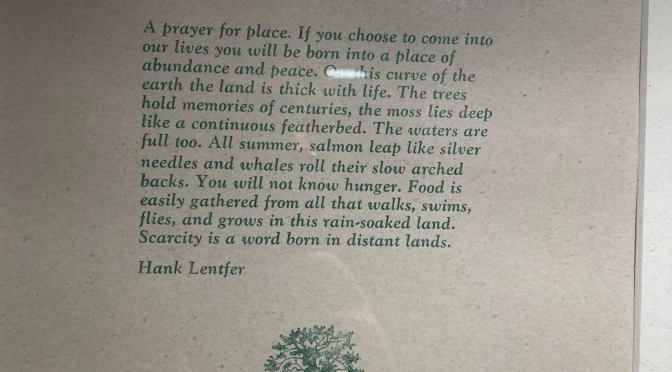 A prayer for place. If you choose to come into
our lives you will be born into a place of
abundance and peace. curve of the
earth the land is thick with life. The trees
hold memories of centuries, the moss lies deep
like a continuous featherbed. The waters are
full too. All summer, salmon leap like silver
needles and whales roll their slow arched
backs. You will not know hunger. Food is
easily gathered from all that walks, swims,
flies, and grows in this rain-soaked land.
Scarcity is a word born in distant lands.
Hank Lentfer